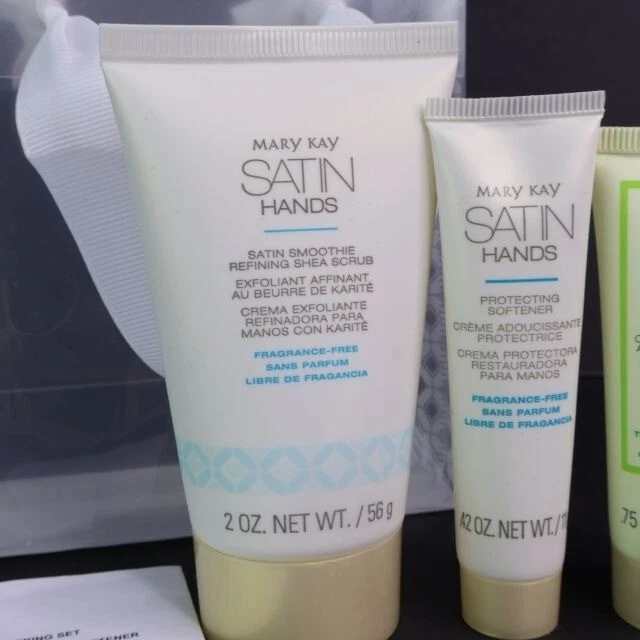 MARY KAY
SATIN
HANDS
SATIN SMOOTHIE
REFINING SHEA SCRUB
EXFOLIANT AFFINANT
AU BEURRE DE KARITÉ
CREMA EXFOLIANTE
REFINADORA PARA
MANOS CON KARITÉ
FRAGRANCE-FREE
SANS PARFUM
LIBRE DE FRAGANCIA
2 OZ. NET WT. / 56 g
MARY KAY
SATIN
HANDS
PROTECTING
SOFTENER
CRÈME ADOUCISSANTE
PROTECTRICE
CREMA PROTECTORA
RESTAURADORA
PARA MANOS
FRAGRANCE-FREE
SANS PARFUM
LIBRE DE FRAGANCIA
.42 OZ. NET WT. /
.75
SET